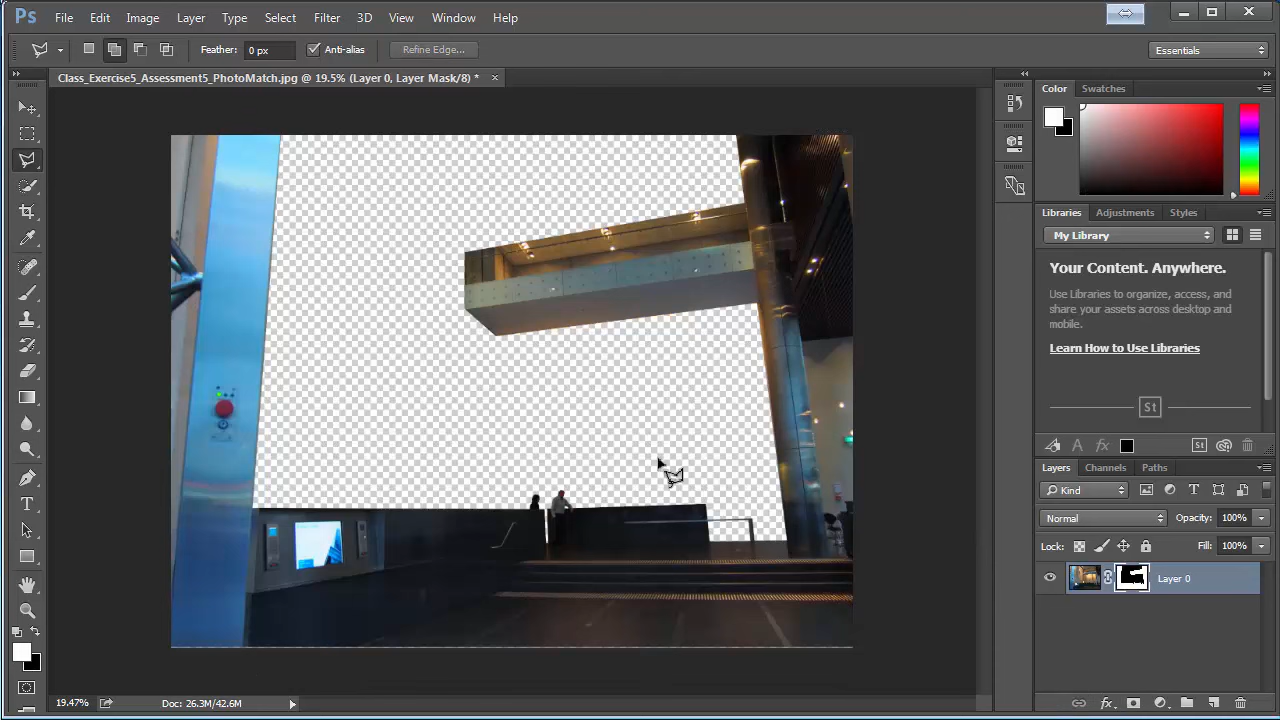 Ps File Edit Image Layer Type Select Filter 3D View Window Help
Feather: 0 px Anti-alias Refine Edge... Essentials
Class_Exercise5_Assessment5_PhotoMatch.jpg @ 19.5% (Layer 0, Layer Mask/8) *
Color Swatches
Libraries Adjustments Styles
My Library
Your Content. Anywhere.
Use Libraries to organize, access, and
share your assets across desktop and
mobile.
Learn How to Use Libraries
St
A fx St
Layers Channels Paths
Kind T
Normal Opacity: 100%
Lock: Fill: 100%
Layer 0
T
19.47% Doc: 26.3M/42.6M
fx